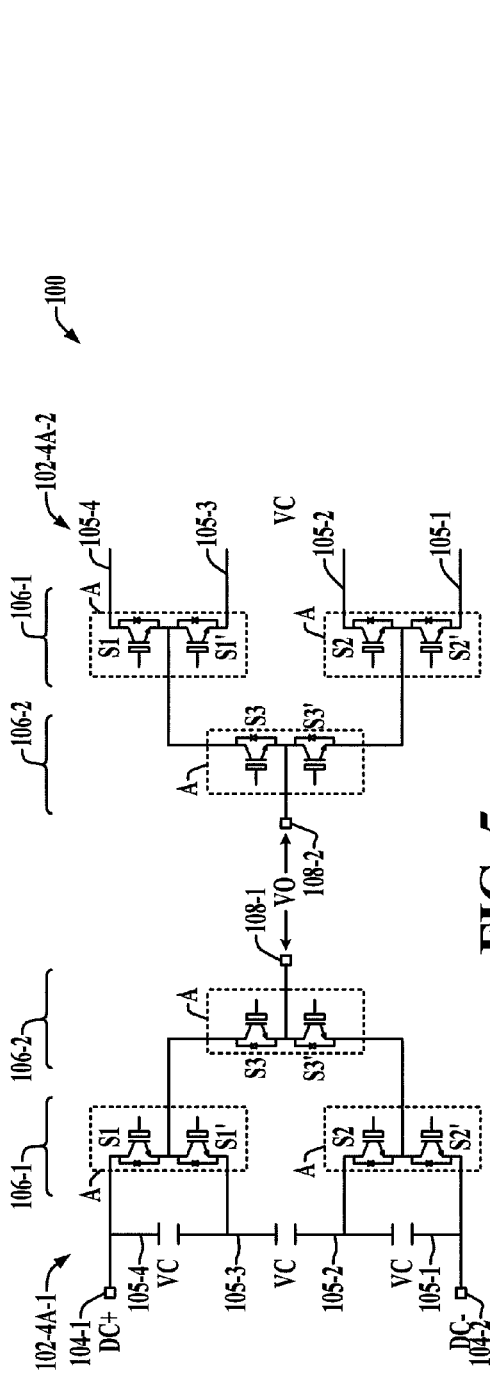 102-4A-1
106-1
106-2
106-2
106-1
102-4A-2
100
104-1
DC+
A
S1
S1
A
105-4
105-4
VC
S1'
S1'
A
A
105-3
105-3
S3
S3
VC
108-1
VO
108-2
VC
S3'
S3'
105-2
A
S2
S2
A
105-2
VC
105-1
S2'
S2'
105-1
DC-
104-2